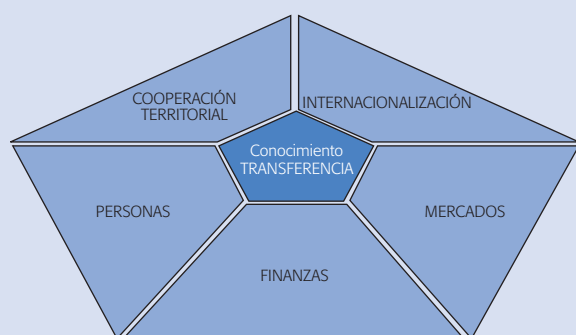 COOPERACIÓN
TERRITORIAL
INTERNACIONALIZACIÓN
Conocimiento
TRANSFERENCIA
PERSONAS
MERCADOS
FINANZAS